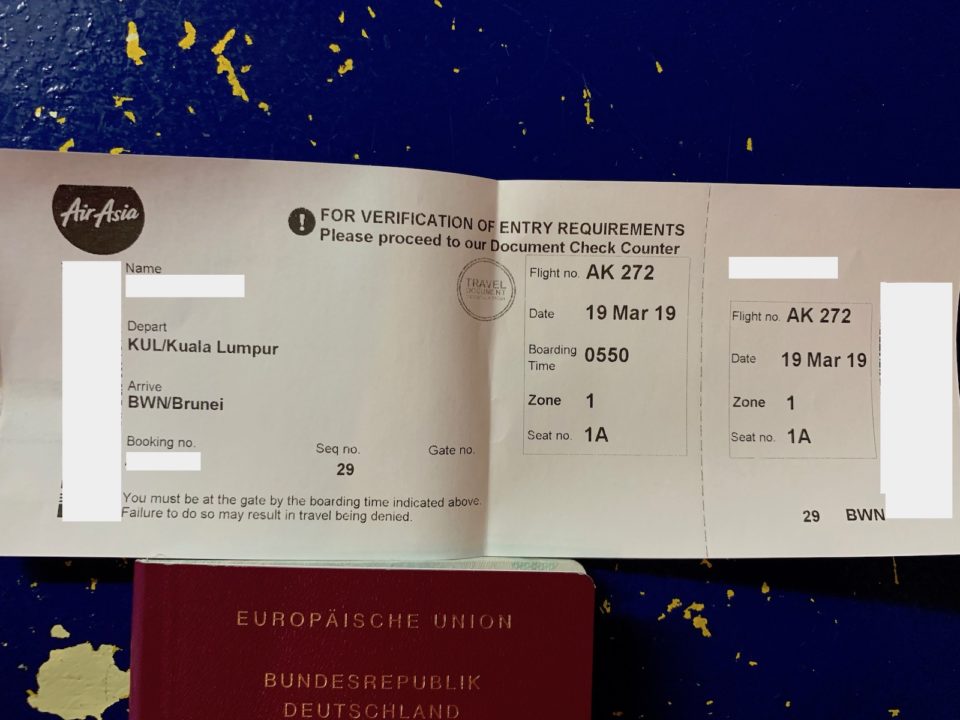 AirAsia
! FOR VERIFICATION OF ENTRY REQUIREMENTS
Please proceed to our Document Check Counter
Name
Depart
KUL/Kuala Lumpur
Arrive
BWN/Brunei
Booking no.
Seq no.
29
Gate no.
You must be at the gate by the boarding time indicated above.
Failure to do so may result in travel being denied.
TRAVEL
DOCUMENT
Flight no. AK 272
Date 19 Mar 19
Boarding Time 0550
Zone 1
Seat no. 1A
Flight no. AK 272
Date 19 Mar 19
Zone 1
Seat no. 1A
29 BWN
EUROPÄISCHE UNION
BUNDESREPUBLIK
DEUTSCHLAND